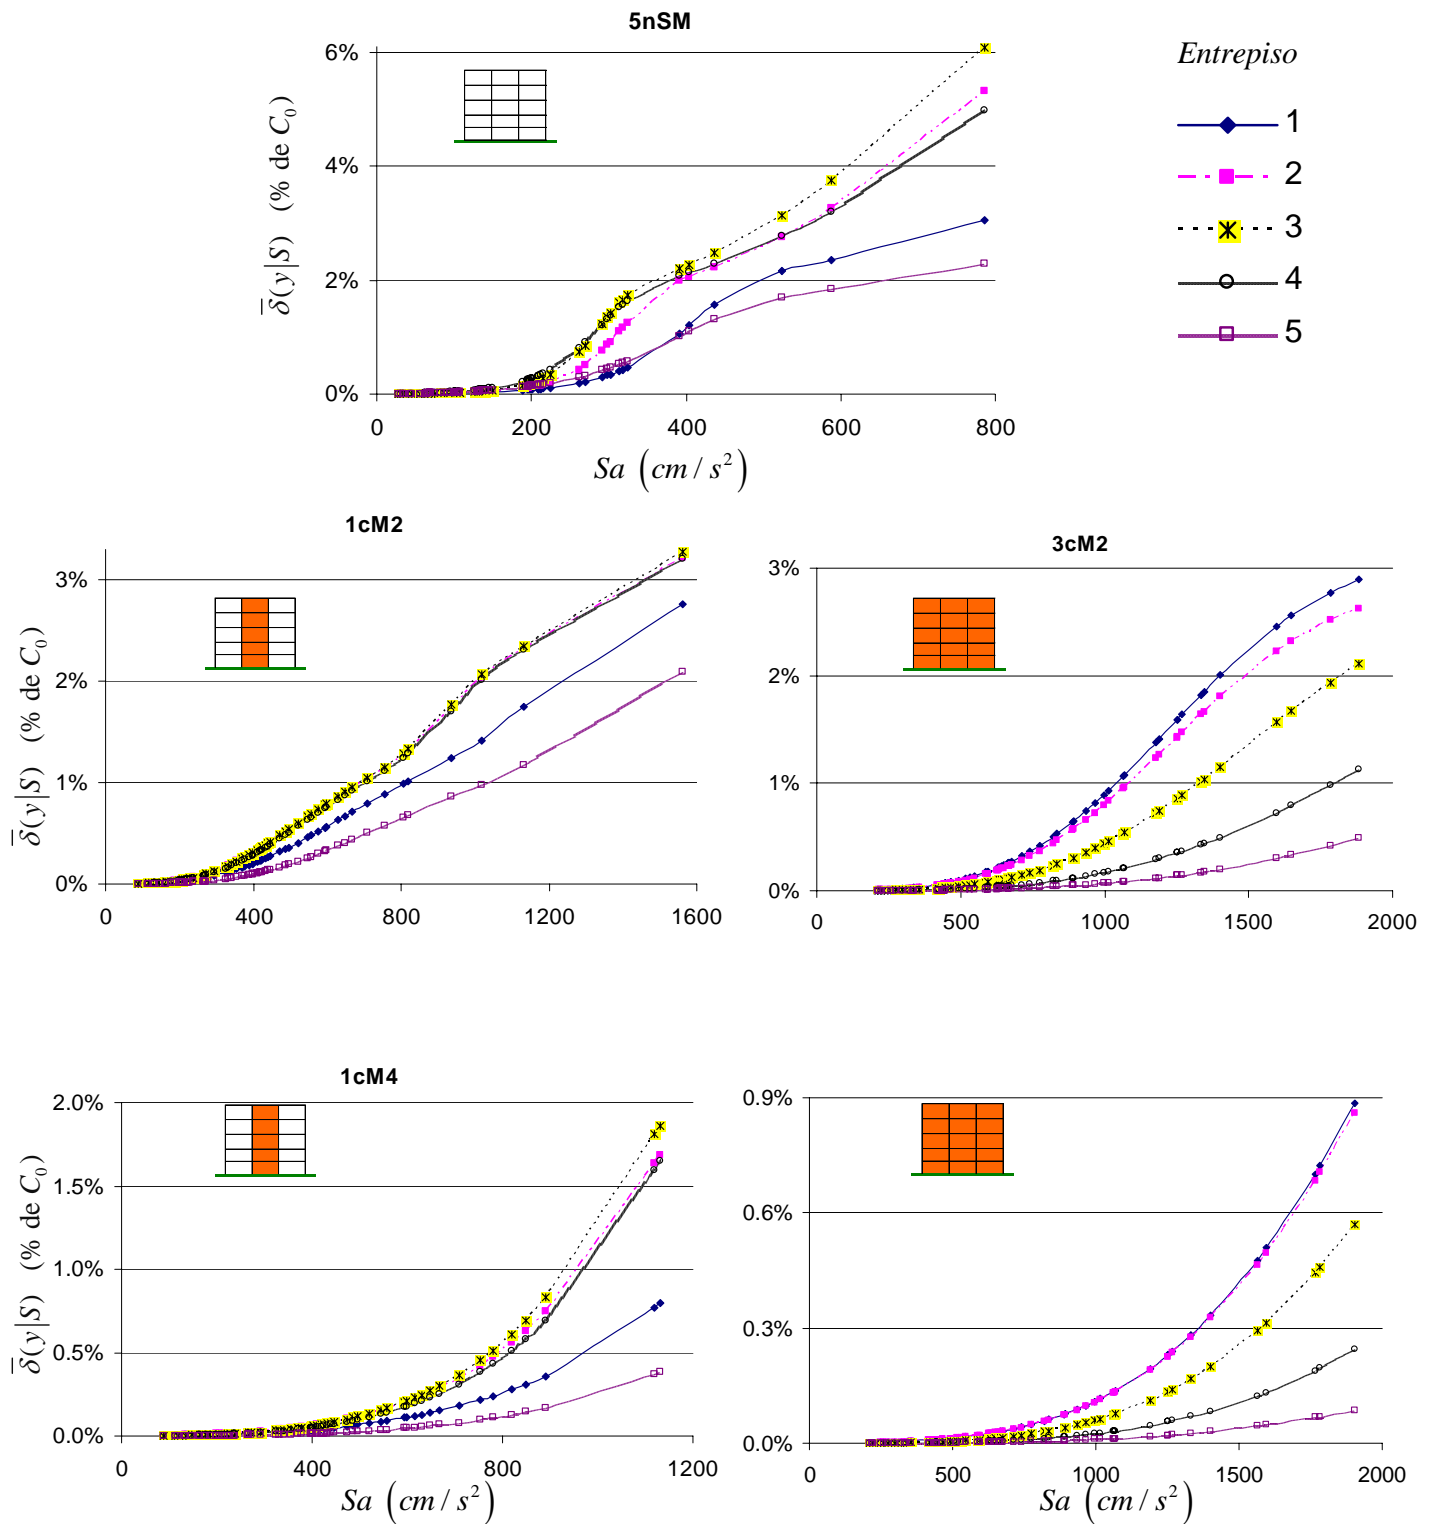 5nSM
Entrepiso
1
2
3
4
5
6%
4%
2%
0%
δ̅(y|S) (% de C₀)
0 200 400 600 800
Sa (cm / s²)
1cM2
3%
2%
1%
0%
δ̅(y|S) (% de C₀)
0 400 800 1200 1600
3cM2
3%
2%
1%
0%
0 500 1000 1500 2000
1cM4
2.0%
1.5%
1.0%
0.5%
0.0%
δ̅(y|S) (% de C₀)
0 400 800 1200
Sa (cm / s²)
0.9%
0.6%
0.3%
0.0%
0 500 1000 1500 2000
Sa (cm / s²)